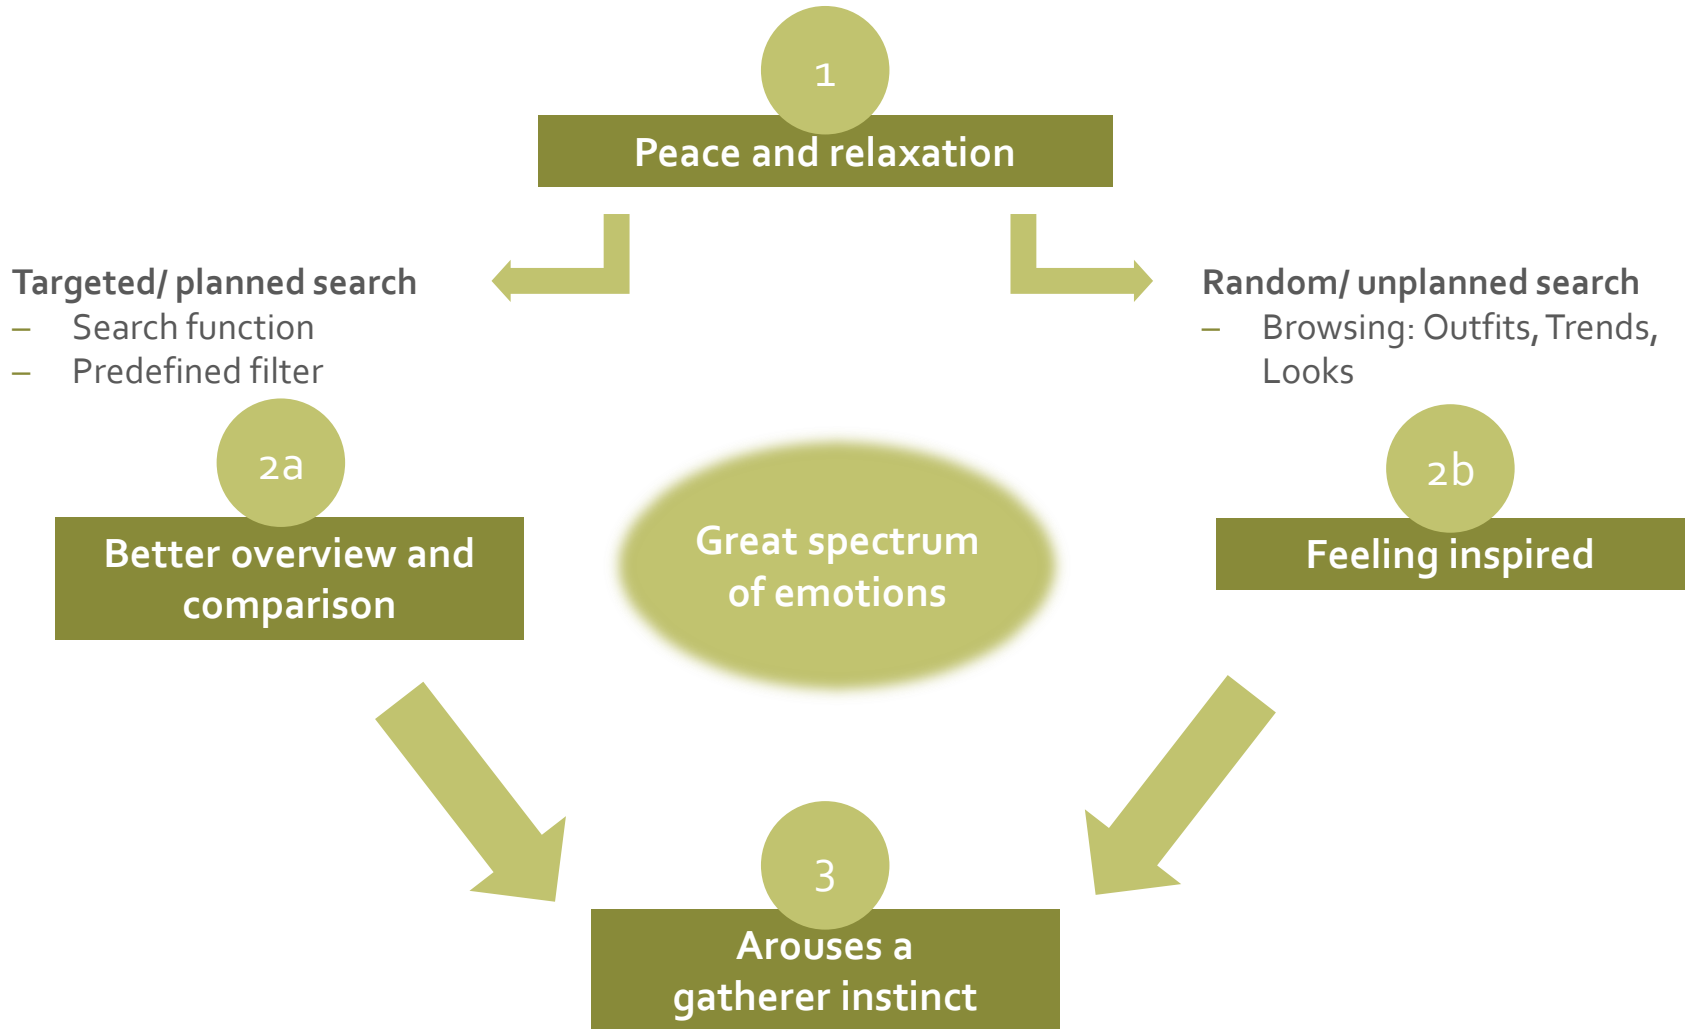 1
Peace and relaxation
Targeted/ planned search
– Search function
– Predefined filter
Random/ unplanned search
– Browsing: Outfits, Trends,
Looks
2a
Better overview and
comparison
Great spectrum
of emotions
2b
Feeling inspired
3
Arouses a
gatherer instinct